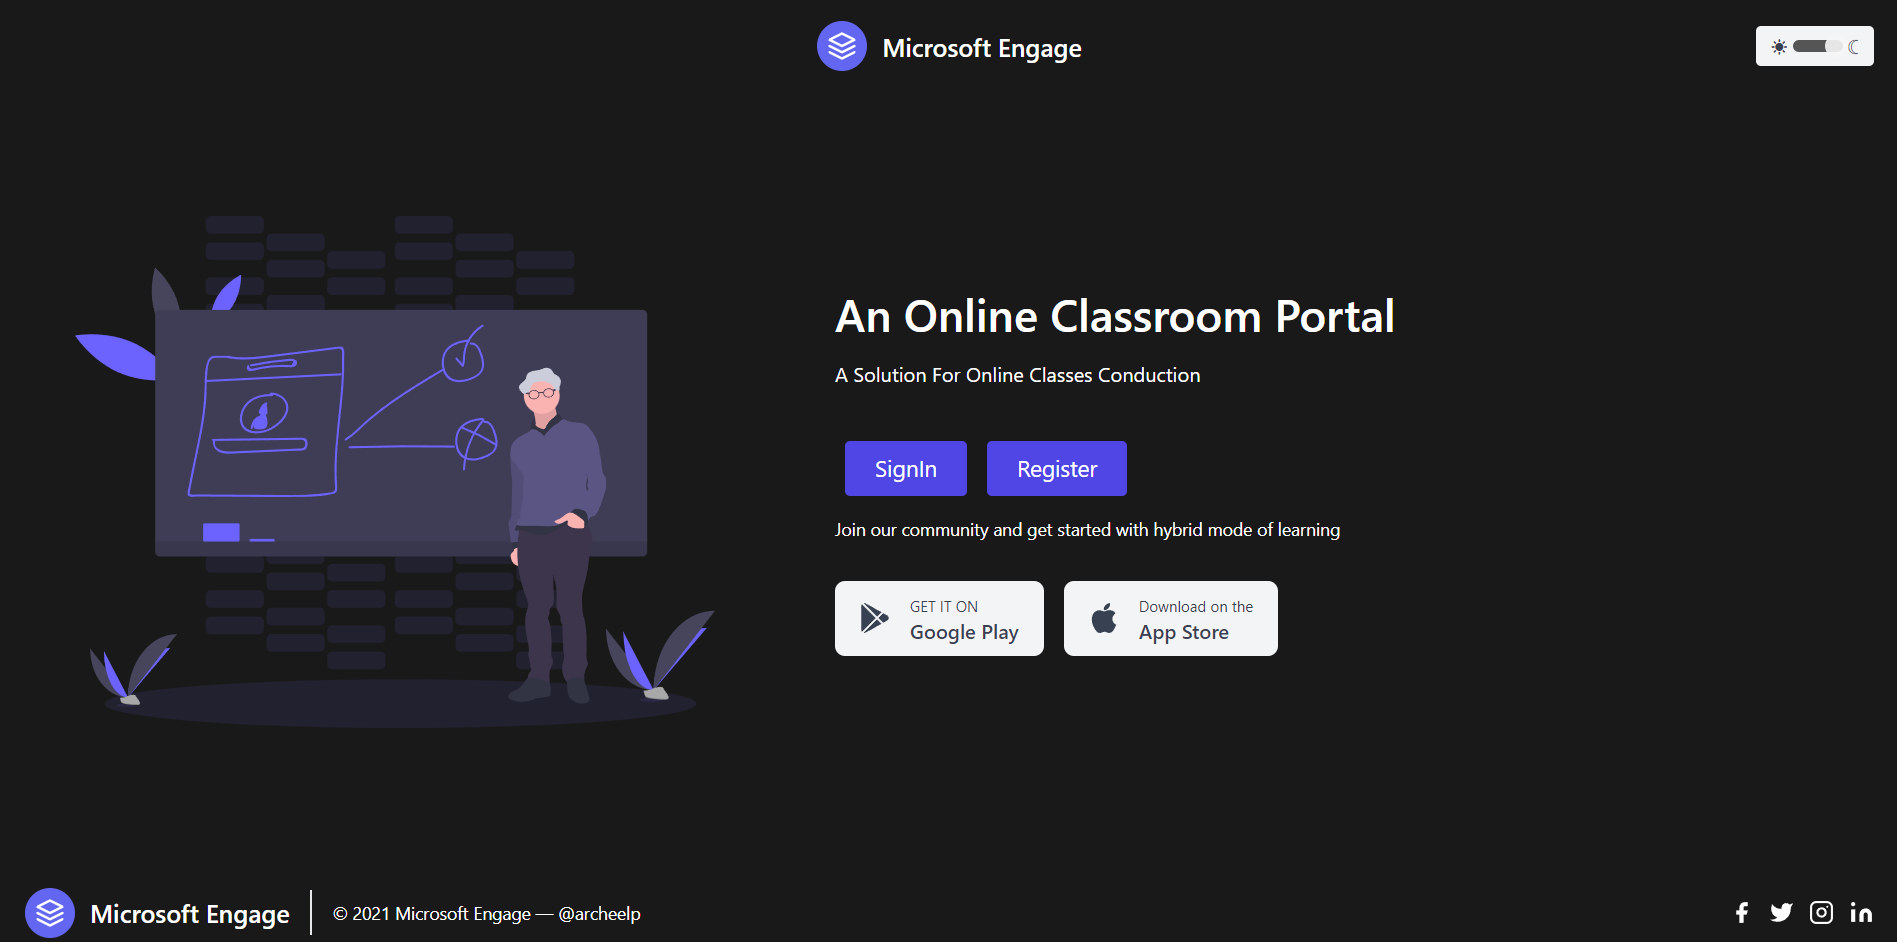 Microsoft Engage
An Online Classroom Portal
A Solution For Online Classes Conduction
SignIn
Register
Join our community and get started with hybrid mode of learning
GET IT ON
Google Play
Download on the
App Store
Microsoft Engage
© 2021 Microsoft Engage — @archeelp